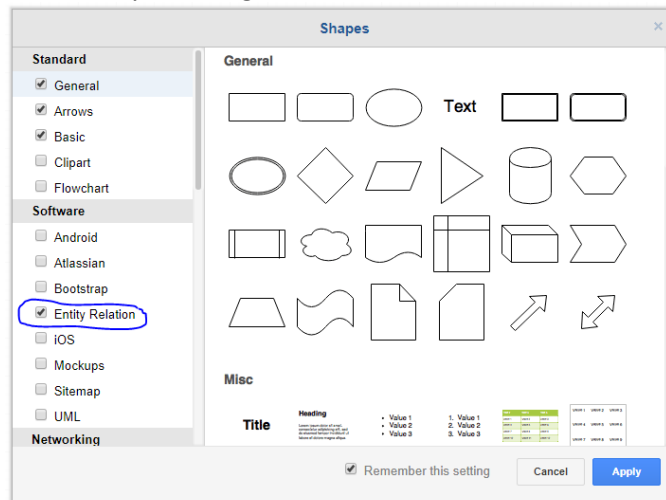 Shapes
×
Standard
General
Arrows
Basic
Clipart
Flowchart
Software
Android
Atlassian
Bootstrap
Entity Relation
iOS
Mockups
Sitemap
UML
Networking
General
Text
Misc
Title
Heading
• Value 1
• Value 2
• Value 3
1. Value 1
2. Value 2
3. Value 3
Remember this setting
Cancel
Apply